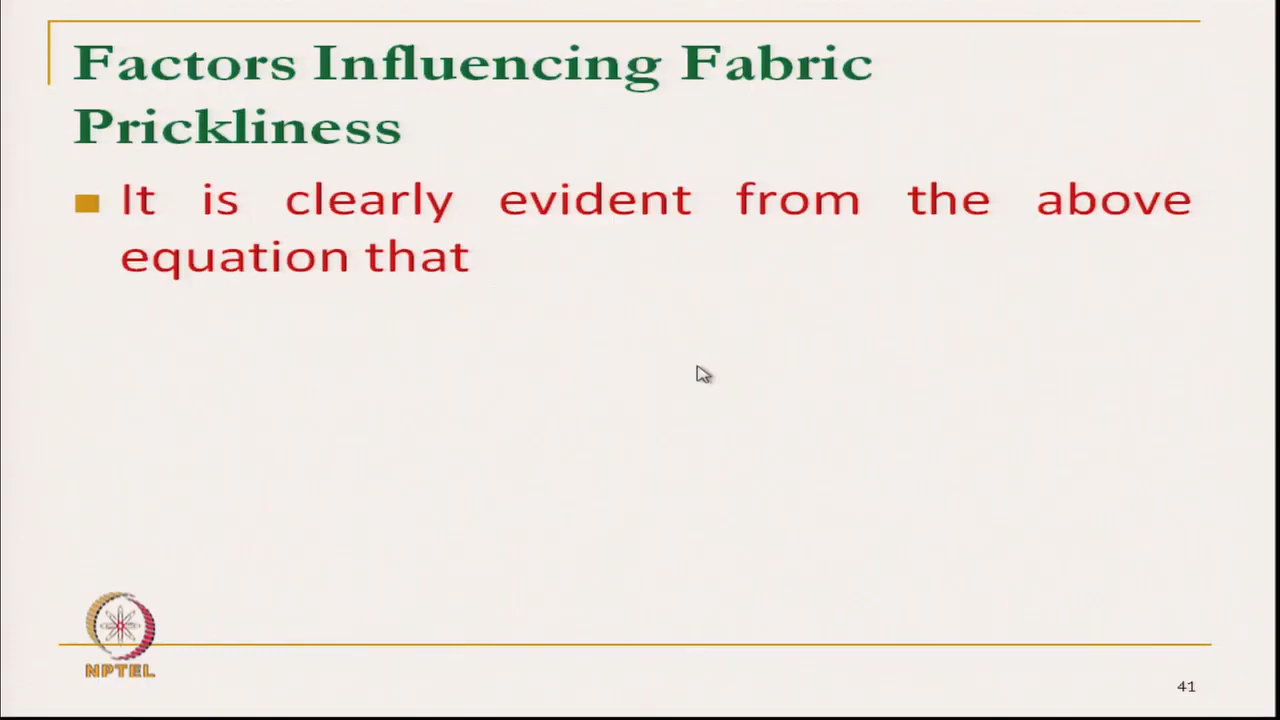 Factors Influencing Fabric
Prickliness
It is clearly evident from the above
equation that
NPTEL
41